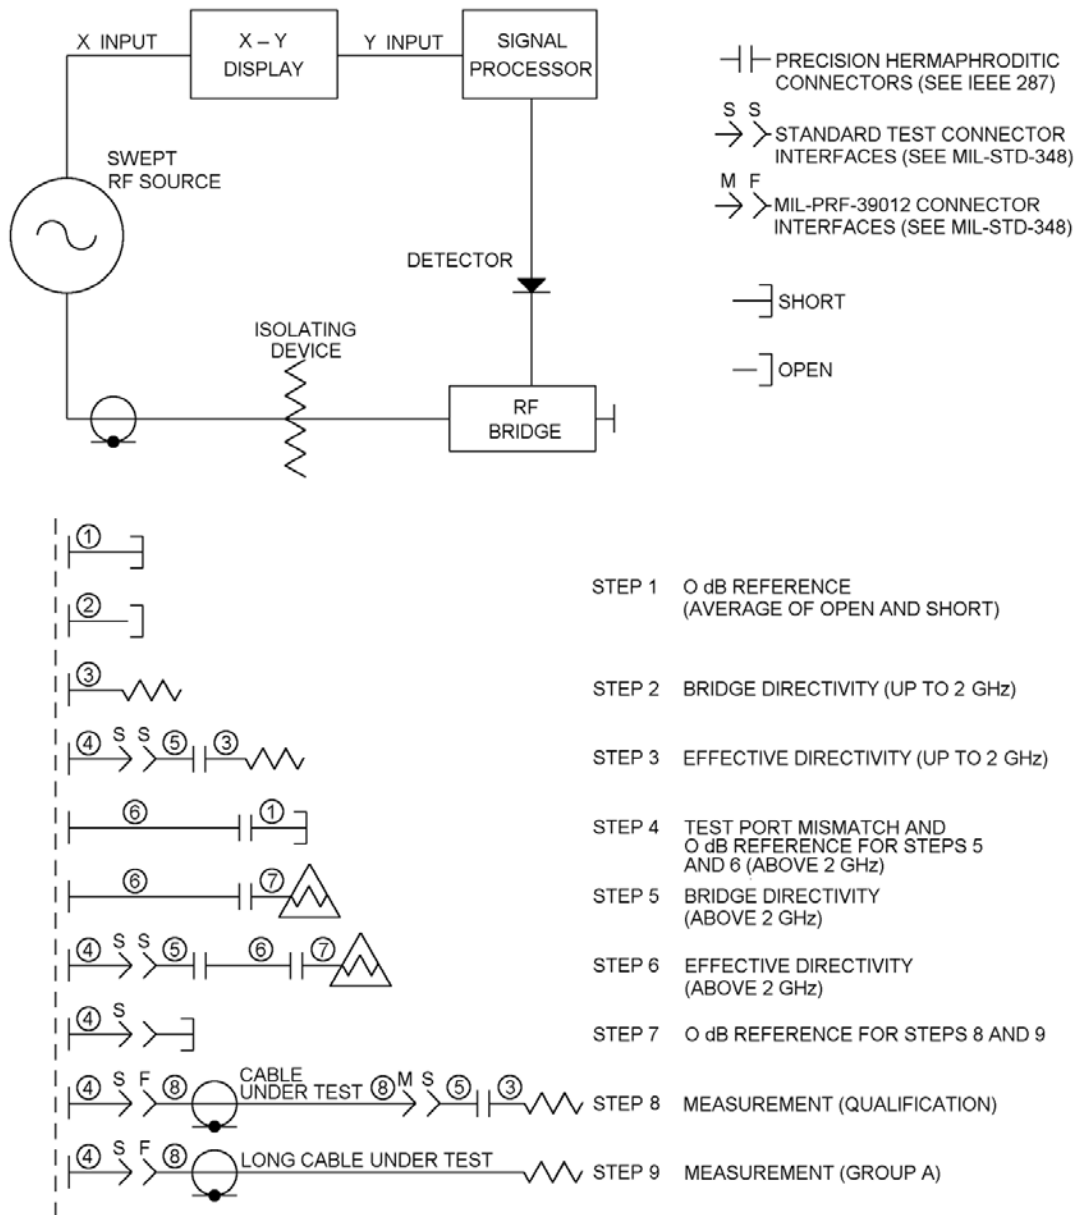 X INPUT
X – Y
DISPLAY
Y INPUT
SIGNAL
PROCESSOR
SWEPT
RF SOURCE
DETECTOR
ISOLATING
DEVICE
RF
BRIDGE
PRECISION HERMAPHRODITIC
CONNECTORS (SEE IEEE 287)
S S
STANDARD TEST CONNECTOR
INTERFACES (SEE MIL-STD-348)
M F
MIL-PRF-39012 CONNECTOR
INTERFACES (SEE MIL-STD-348)
SHORT
OPEN
1
2
STEP 1 O dB REFERENCE
(AVERAGE OF OPEN AND SHORT)
3
STEP 2 BRIDGE DIRECTIVITY (UP TO 2 GHz)
4 S S 5 3
STEP 3 EFFECTIVE DIRECTIVITY (UP TO 2 GHz)
6 1
STEP 4 TEST PORT MISMATCH AND
O dB REFERENCE FOR STEPS 5
AND 6 (ABOVE 2 GHz)
6 7
STEP 5 BRIDGE DIRECTIVITY
(ABOVE 2 GHz)
4 S S 5 6 7
STEP 6 EFFECTIVE DIRECTIVITY
(ABOVE 2 GHz)
4 S
STEP 7 O dB REFERENCE FOR STEPS 8 AND 9
4 S F 8 CABLE
UNDER TEST 8 M S 5 3
STEP 8 MEASUREMENT (QUALIFICATION)
4 S F 8 LONG CABLE UNDER TEST
STEP 9 MEASUREMENT (GROUP A)